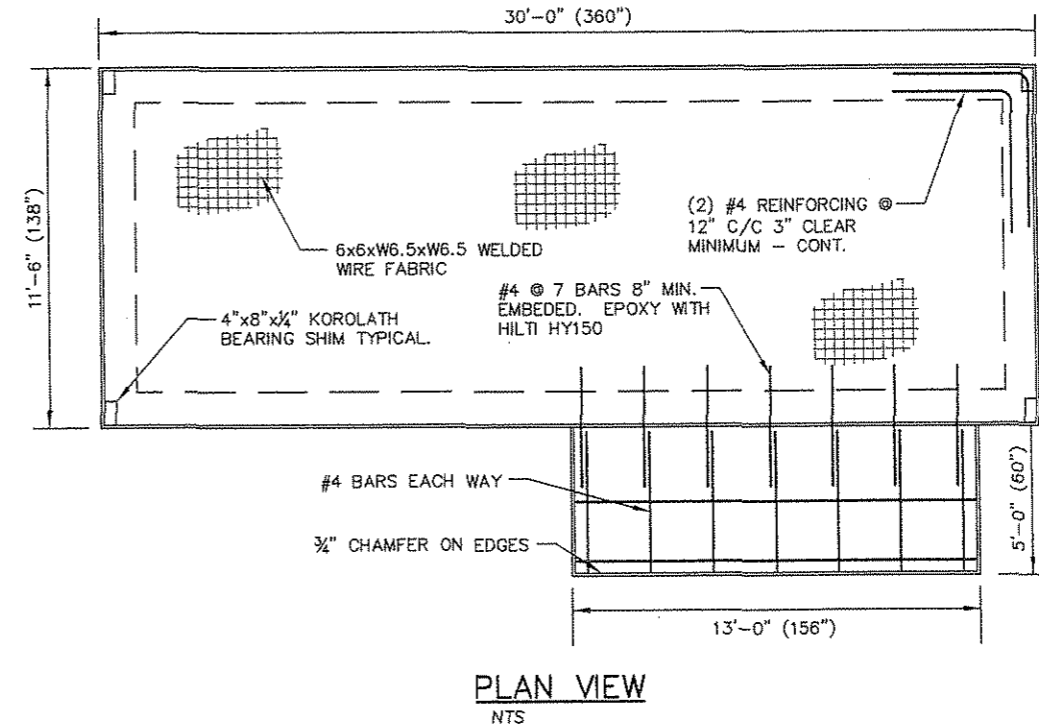 30'-0" (360")
11'-6" (138")
6x6xW6.5xW6.5 WELDED
WIRE FABRIC
(2) #4 REINFORCING @
12" C/C 3" CLEAR
MINIMUM – CONT.
#4 @ 7 BARS 8" MIN.
EMBEDED. EPOXY WITH
HILTI HY150
4"x8"x¼" KOROLATH
BEARING SHIM TYPICAL.
#4 BARS EACH WAY
¾" CHAMFER ON EDGES
5'-0" (60")
13'-0" (156")
PLAN VIEW
NTS